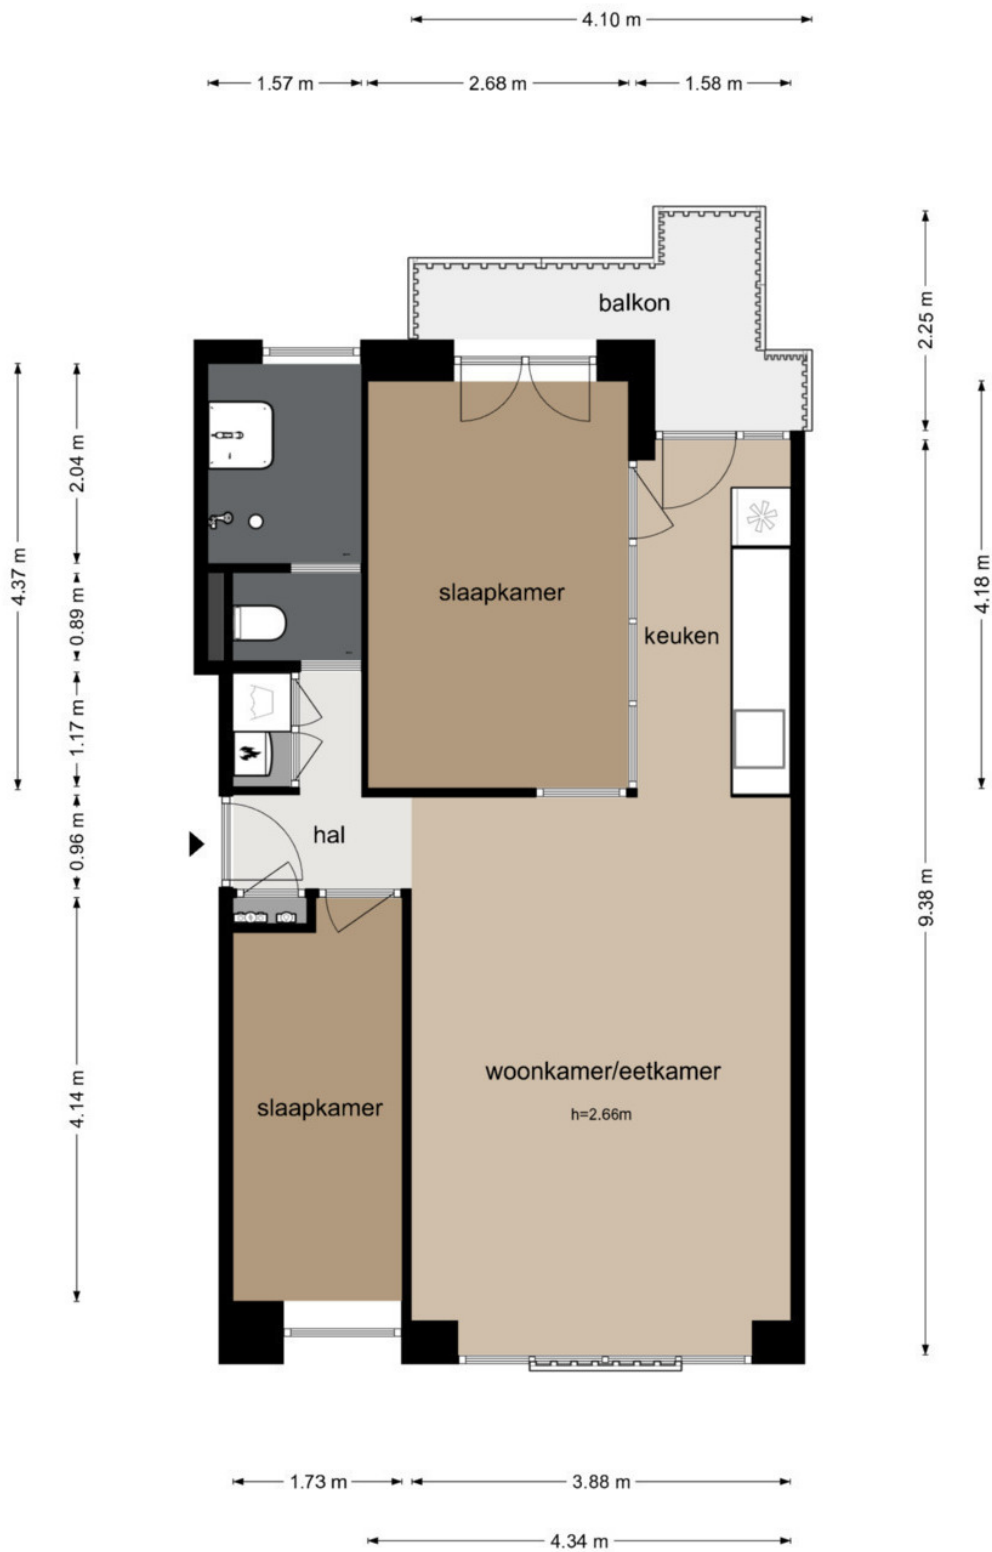 4.10 m
1.57 m
2.68 m
1.58 m
balkon
2.25 m
2.04 m
4.37 m
0.89 m
4.18 m
slaapkamer
keuken
1.17 m
0.96 m
hal
9.38 m
woonkamer/eetkamer
h=2.66m
slaapkamer
4.14 m
1.73 m
3.88 m
4.34 m